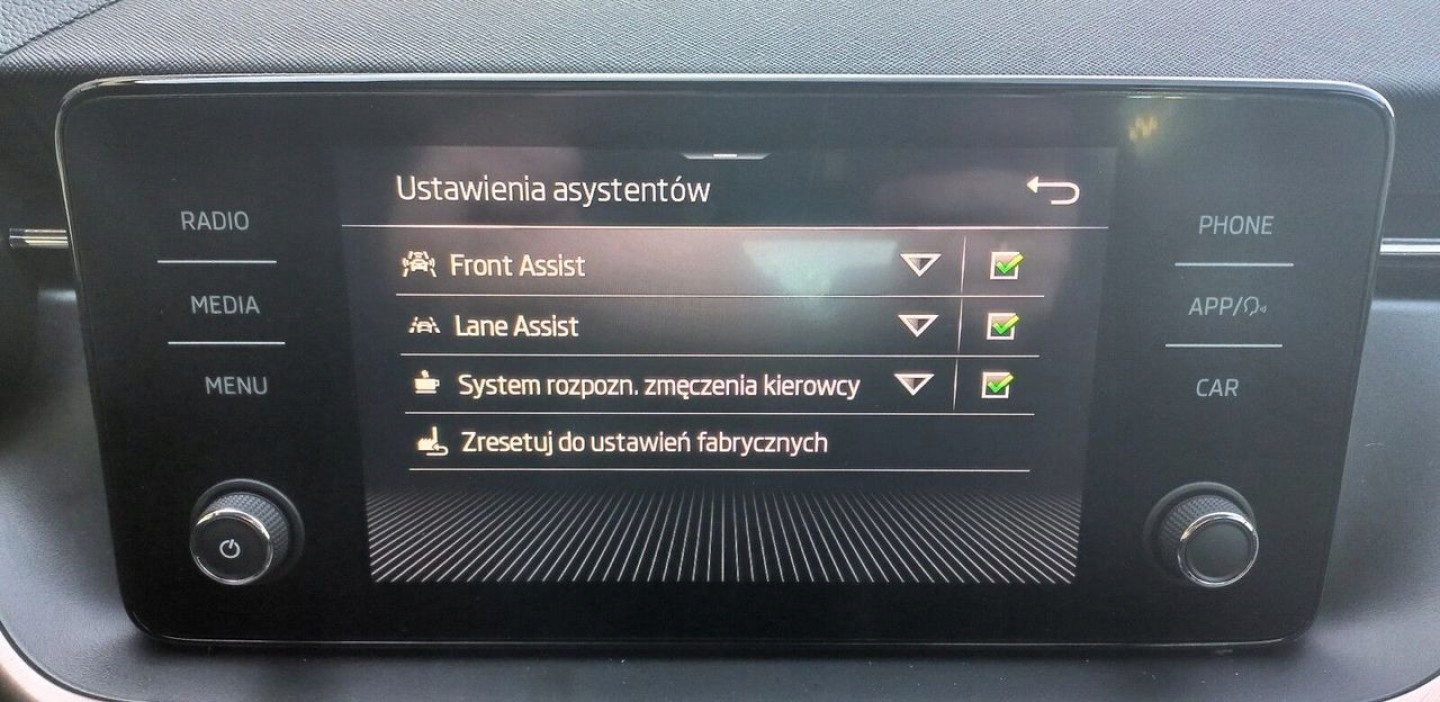 Ustawienia asystentów
RADIO
PHONE
Front Assist
MEDIA
APP/
Lane Assist
MENU
System rozpozn. zmęczenia kierowcy
CAR
Zresetuj do ustawień fabrycznych